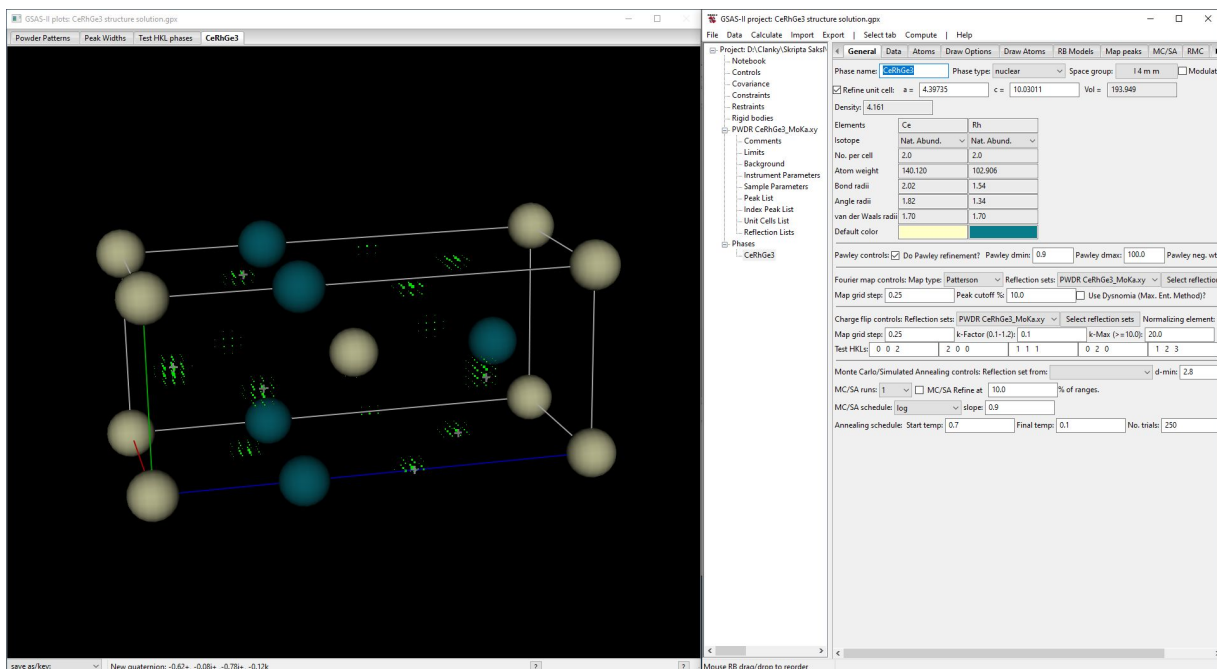 GSAS-II plots: CeRhGe3 structure solution.gpx
Powder Patterns Peak Widths Test HKL phases CeRhGe3
save as/key: New quaternion: -0.62+, -0.08i+, -0.78j+, -0.12k ? ?
GSAS-II project: CeRhGe3 structure solution.gpx
File Data Calculate Import Export | Select tab Compute | Help
Project: D:\Clanky\Skripta Saksl\
Notebook
Controls
Covariance
Constraints
Restraints
Rigid bodies
PWDR CeRhGe3_MoKa.xy
Comments
Limits
Background
Instrument Parameters
Sample Parameters
Peak List
Index Peak List
Unit Cells List
Reflection Lists
Phases
CeRhGe3
Mouse RB drag/drop to reorder
General Data Atoms Draw Options Draw Atoms RB Models Map peaks MC/SA RMC
Phase name: CeRhGe3 Phase type: nuclear Space group: I 4 m m Modulat
Refine unit cell: a = 4.39735 c = 10.03011 Vol = 193.949
Density: 4.161
Elements Ce Rh
Isotope Nat. Abund. Nat. Abund.
No. per cell 2.0 2.0
Atom weight 140.120 102.906
Bond radii 2.02 1.54
Angle radii 1.82 1.34
van der Waals radii 1.70 1.70
Default color
Pawley controls: Do Pawley refinement? Pawley dmin: 0.9 Pawley dmax: 100.0 Pawley neg. wt
Fourier map controls: Map type: Patterson Reflection sets: PWDR CeRhGe3_MoKa.xy Select reflection
Map grid step: 0.25 Peak cutoff %: 10.0 Use Dysnomia (Max. Ent. Method)?
Charge flip controls: Reflection sets: PWDR CeRhGe3_MoKa.xy Select reflection sets Normalizing element:
Map grid step: 0.25 k-Factor (0.1-1.2): 0.1 k-Max (>=10.0): 20.0
Test HKLs: 0 0 2 2 0 0 1 1 1 0 2 0 1 2 3
Monte Carlo/Simulated Annealing controls: Reflection set from: d-min: 2.8
MC/SA runs: 1 MC/SA Refine at 10.0 % of ranges.
MC/SA schedule: log slope: 0.9
Annealing schedule: Start temp: 0.7 Final temp: 0.1 No. trials: 250